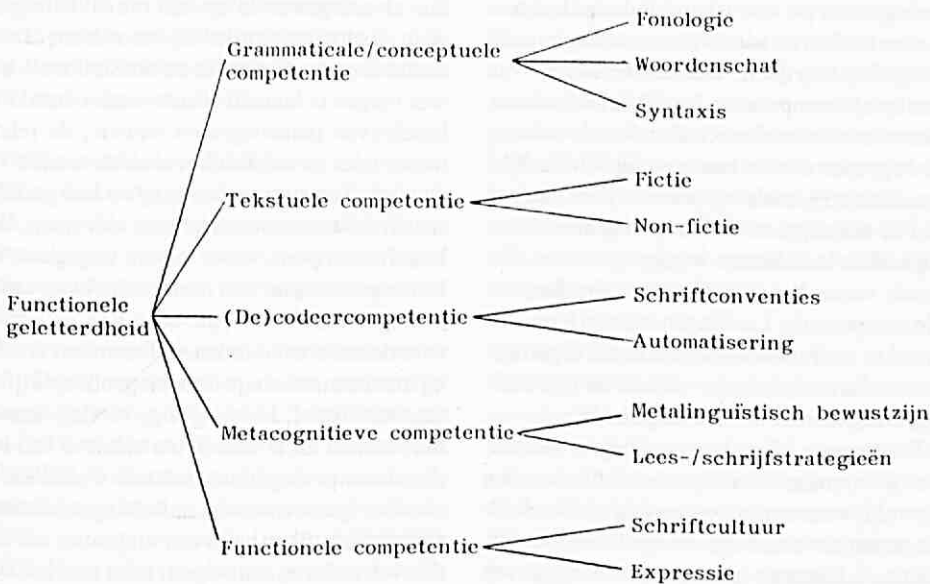 Functionele
geletterdheid
Grammaticale/conceptuele
competentie
Fonologie
Woordenschat
Syntaxis
Tekstuele competentie
Fictie
Non-fictie
(De)codeercompetentie
Schriftconventies
Automatisering
Metacognitieve competentie
Metalinguïstisch bewustzijn
Lees-/schrijfstrategieën
Functionele competentie
Schriftcultuur
Expressie